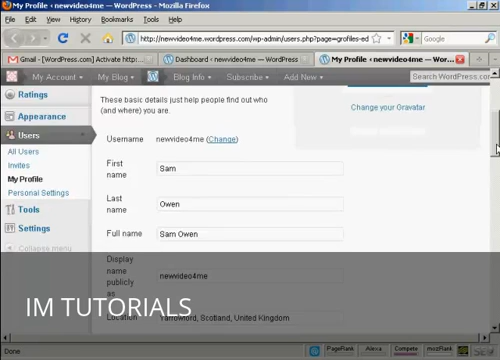 My Profile ‹ newvideo4me — WordPress - Mozilla Firefox
File Edit View History Bookmarks Tools Help
http://newvideo4me.wordpress.com/wp-admin/users.php?page=grofiles-ed
Google
Gmail - [WordPress.com] Activate http:...
Dashboard ‹ newvideo4me — WordPress
My Profile ‹ newvideo4me — WordPr...
My Account
My Blog
Blog Info
Subscribe
Add New
Search WordPress.com
Ratings
Appearance
Users
All Users
Invites
My Profile
Personal Settings
Tools
Settings
Collapse menu
These basic details just help people find out who
(and where) you are.
Change your Gravatar
Username newvideo4me (Change)
First
name
Sam
Last
name
Owen
Full name Sam Owen
Display
name
publicly
as
newvideo4me
Location Yarroword, Scotland, United Kingdom
IM TUTORIALS
Done
PageRank
Alexa
Compete
mozRank